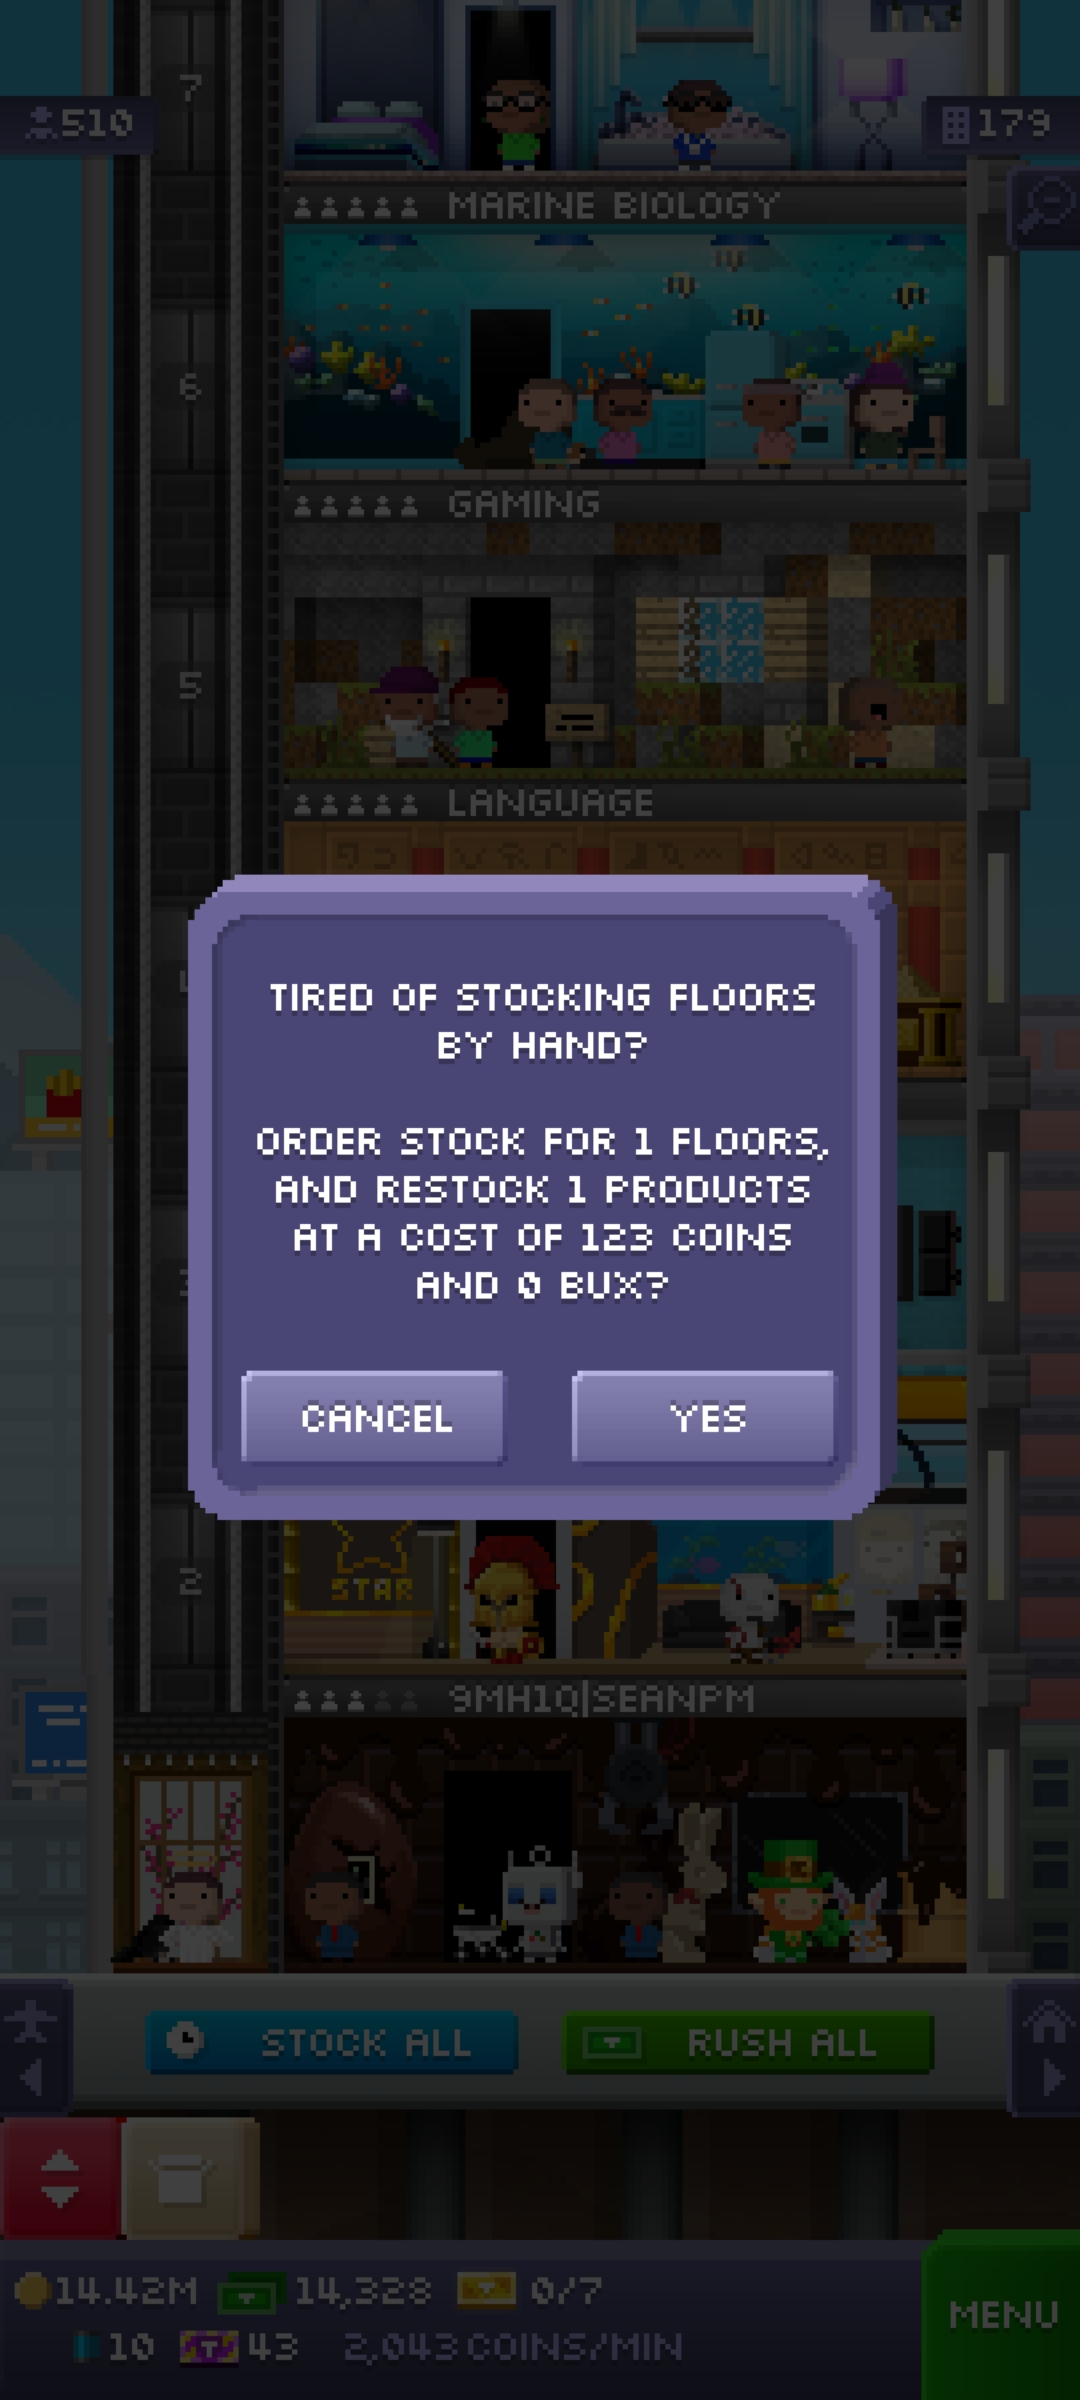 7
510
179
MARINE BIOLOGY
6
GAMING
5
LANGUAGE
TIRED OF STOCKING FLOORS
BY HAND?
ORDER STOCK FOR 1 FLOORS,
AND RESTOCK 1 PRODUCTS
AT A COST OF 123 COINS
AND 0 BUX?
CANCEL
YES
2
STAR
9MH1Q|SEANPM
STOCK ALL
RUSH ALL
14.42M
14,328
0/7
MENU
10
43
2,043 COINS/MIN